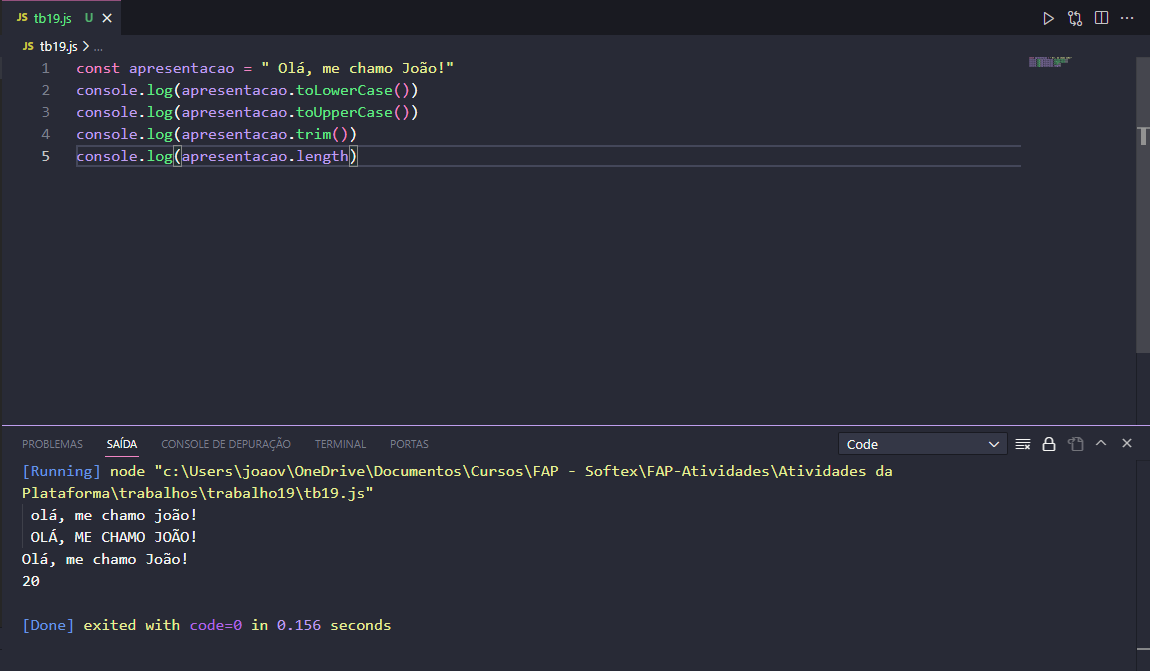 JS tb19.js U
JS tb19.js > ...
1 const apresentacao = " Olá, me chamo João!"
2 console.log(apresentacao.toLowerCase())
3 console.log(apresentacao.toUpperCase())
4 console.log(apresentacao.trim())
5 console.log(apresentacao.length)
PROBLEMAS SAÍDA CONSOLE DE DEPURAÇÃO TERMINAL PORTAS Code
[Running] node "c:\Users\joaov\OneDrive\Documentos\Cursos\FAP - Softex\FAP-Atividades\Atividades da
Plataforma\trabalhos\trabalho19\tb19.js"
 olá, me chamo joão!
 OLÁ, ME CHAMO JOÃO!
Olá, me chamo João!
20
[Done] exited with code=0 in 0.156 seconds